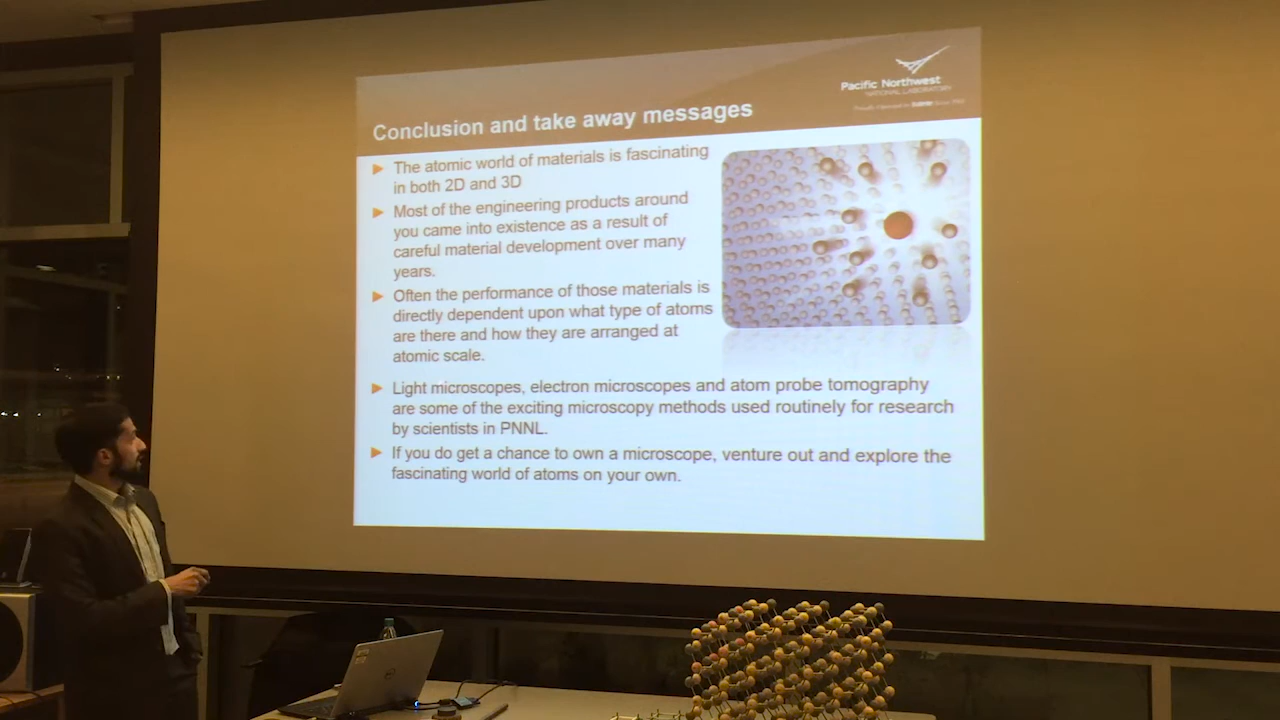 Pacific Northwest
NATIONAL LABORATORY
Conclusion and take away messages
The atomic world of materials is fascinating
in both 2D and 3D
Most of the engineering products around
you came into existence as a result of
careful material development over many
years.
Often the performance of those materials is
directly dependent upon what type of atoms
are there and how they are arranged at
atomic scale.
Light microscopes, electron microscopes and atom probe tomography
are some of the exciting microscopy methods used routinely for research
by scientists in PNNL.
If you do get a chance to own a microscope, venture out and explore the
fascinating world of atoms on your own.